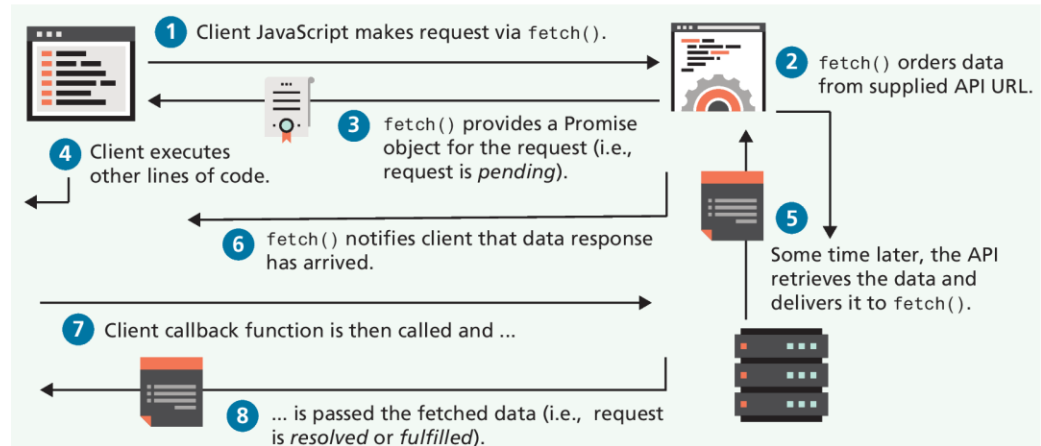 1 Client JavaScript makes request via fetch().
2 fetch() orders data
from supplied API URL.
3 fetch() provides a Promise
object for the request (i.e.,
request is pending).
4 Client executes
other lines of code.
5
Some time later, the API
retrieves the data and
delivers it to fetch().
6 fetch() notifies client that data response
has arrived.
7 Client callback function is then called and ...
8 ... is passed the fetched data (i.e., request
is resolved or fulfilled).